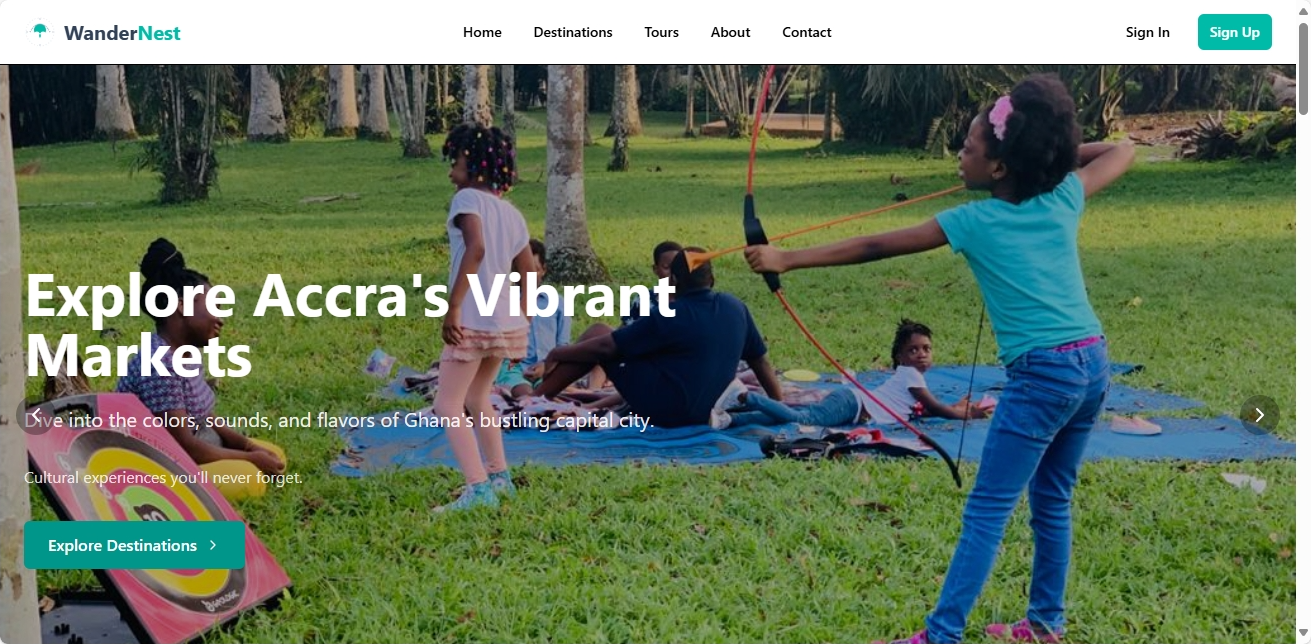 WanderNest
Home Destinations Tours About Contact
Sign In Sign Up
Explore Accra's Vibrant
Markets
Dive into the colors, sounds, and flavors of Ghana's bustling capital city.
Cultural experiences you'll never forget.
Explore Destinations